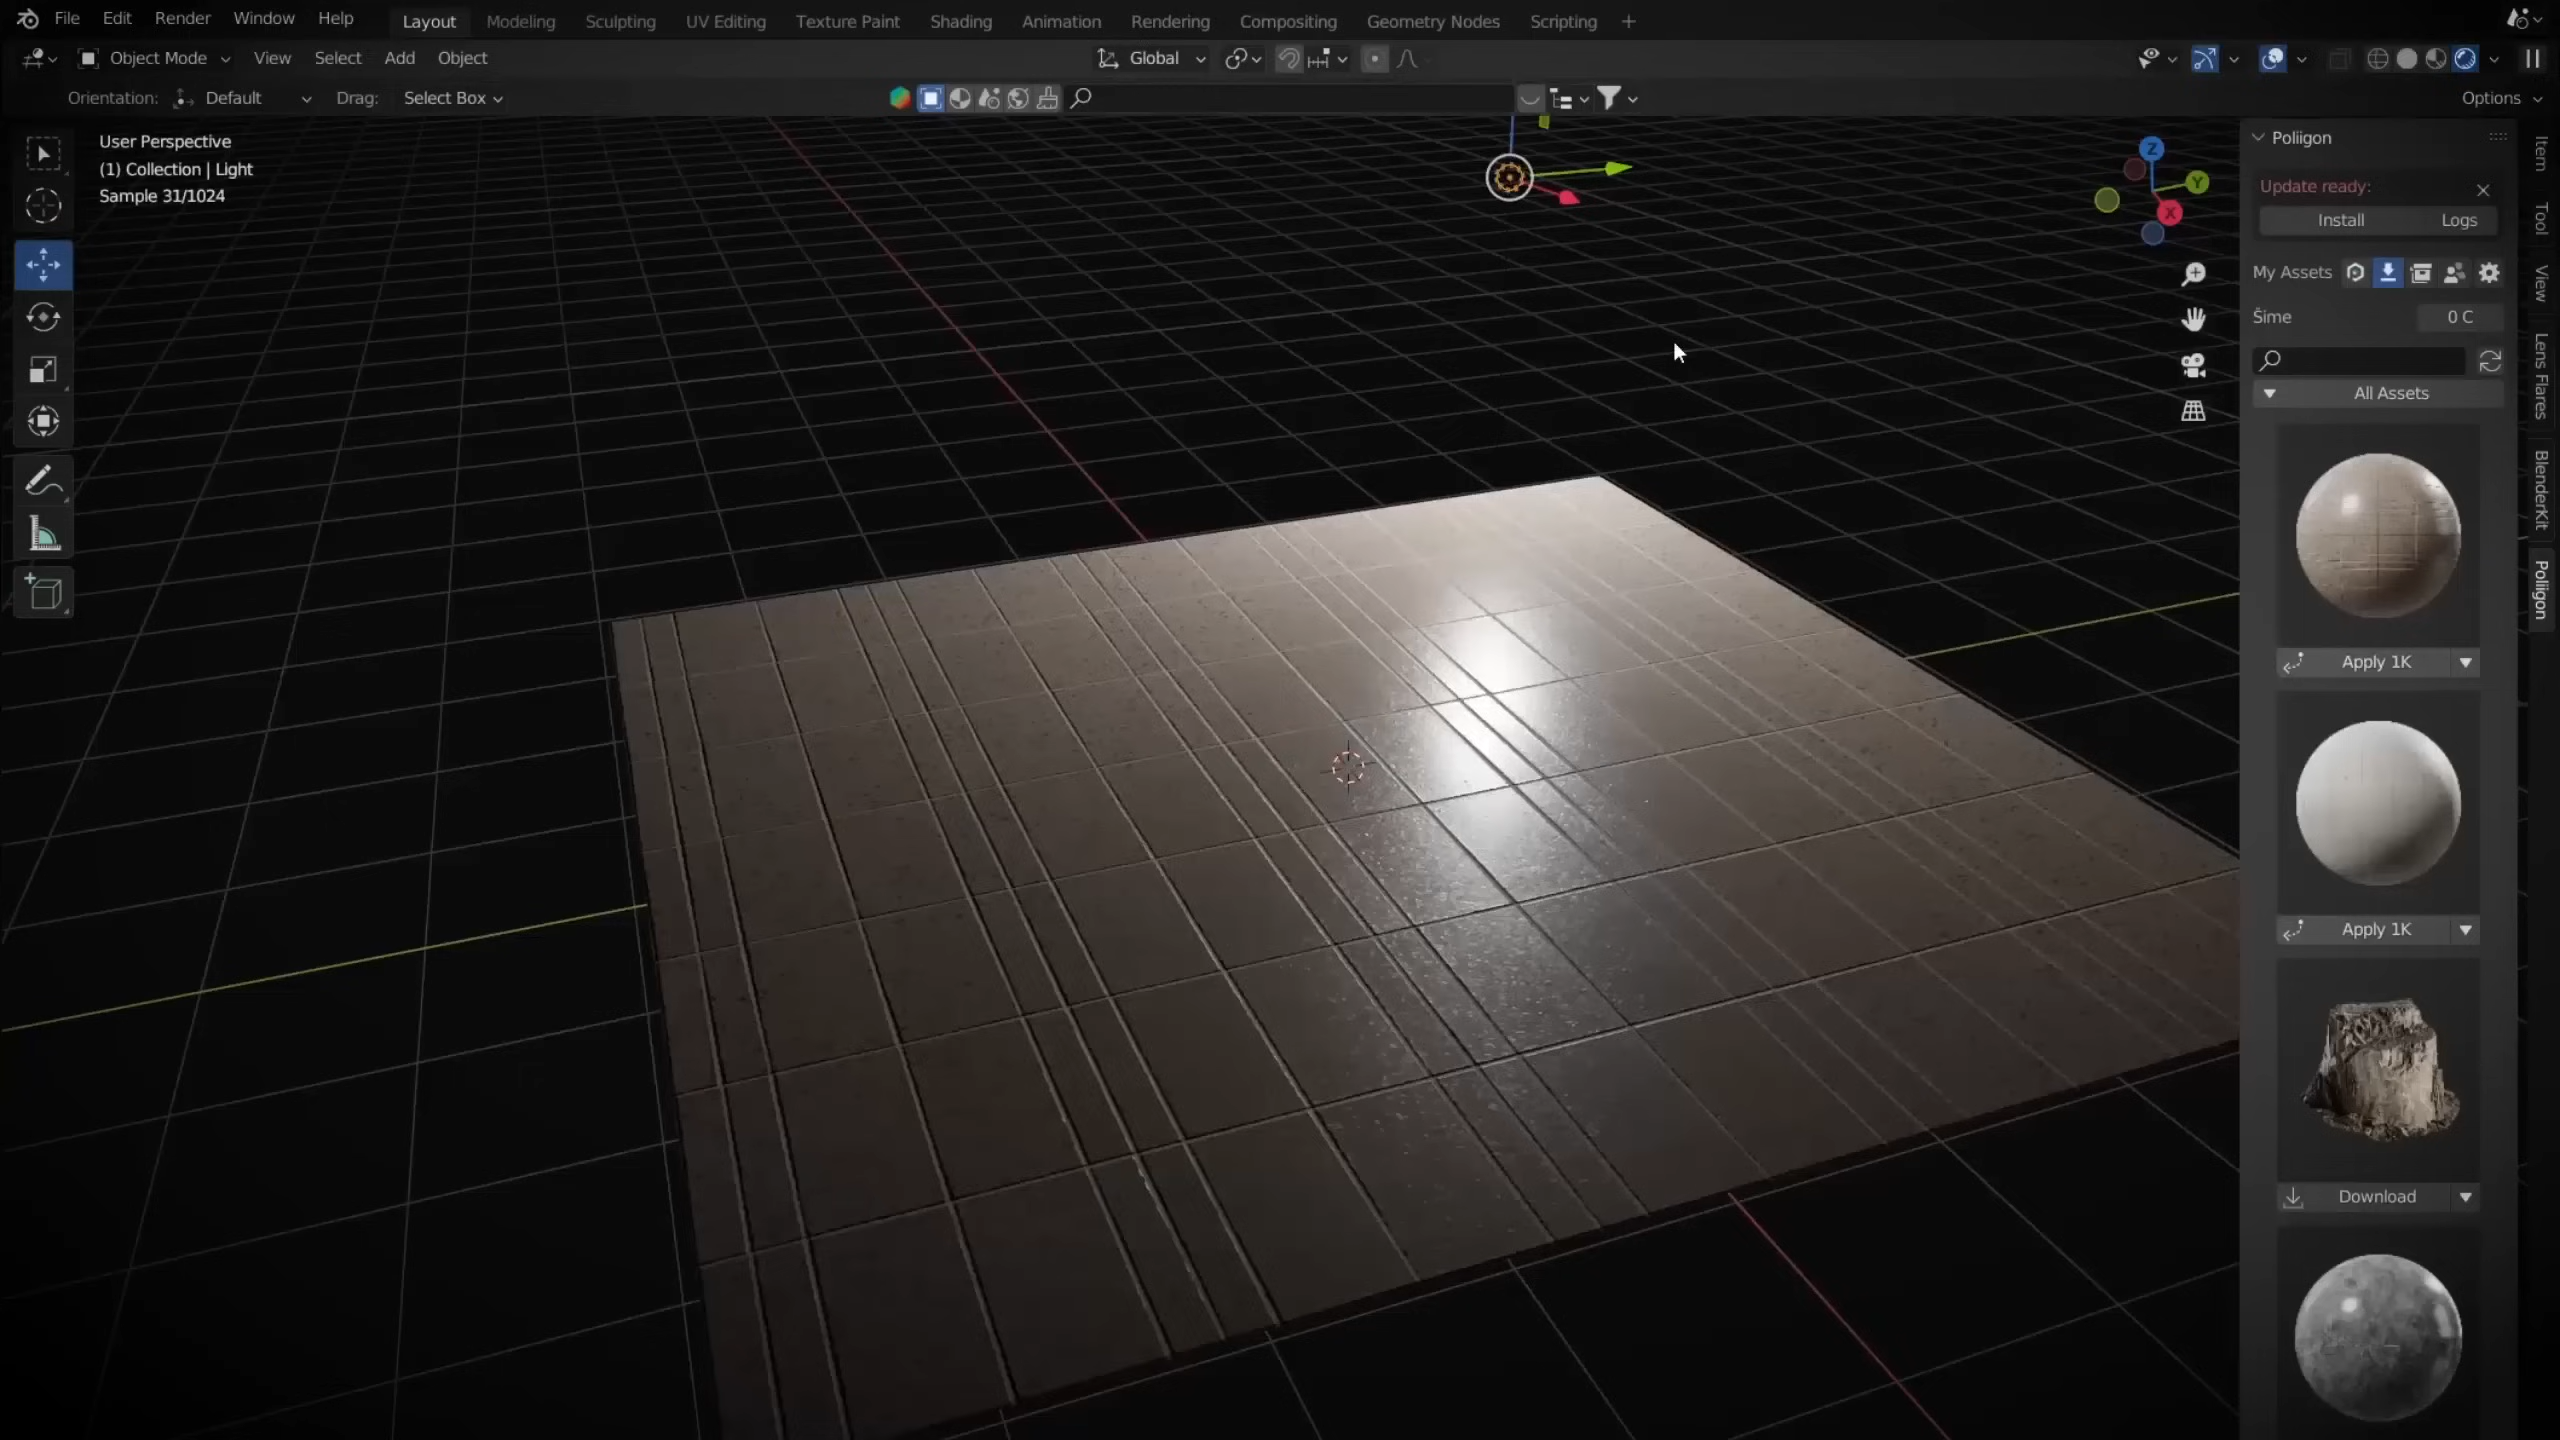 File Edit Render Window Help Layout Modeling Sculpting UV Editing Texture Paint Shading Animation Rendering Compositing Geometry Nodes Scripting +
Object Mode View Select Add Object Global
Orientation: Default Drag: Select Box Options
User Perspective
(1) Collection | Light
Sample 31/1024
Z
Y
X
Poliigon
Update ready:
Install Logs
My Assets
Šime 0 C
All Assets
Apply 1K
Apply 1K
Download
Item
Tool
View
Lens Flares
BlenderKit
Poliigon